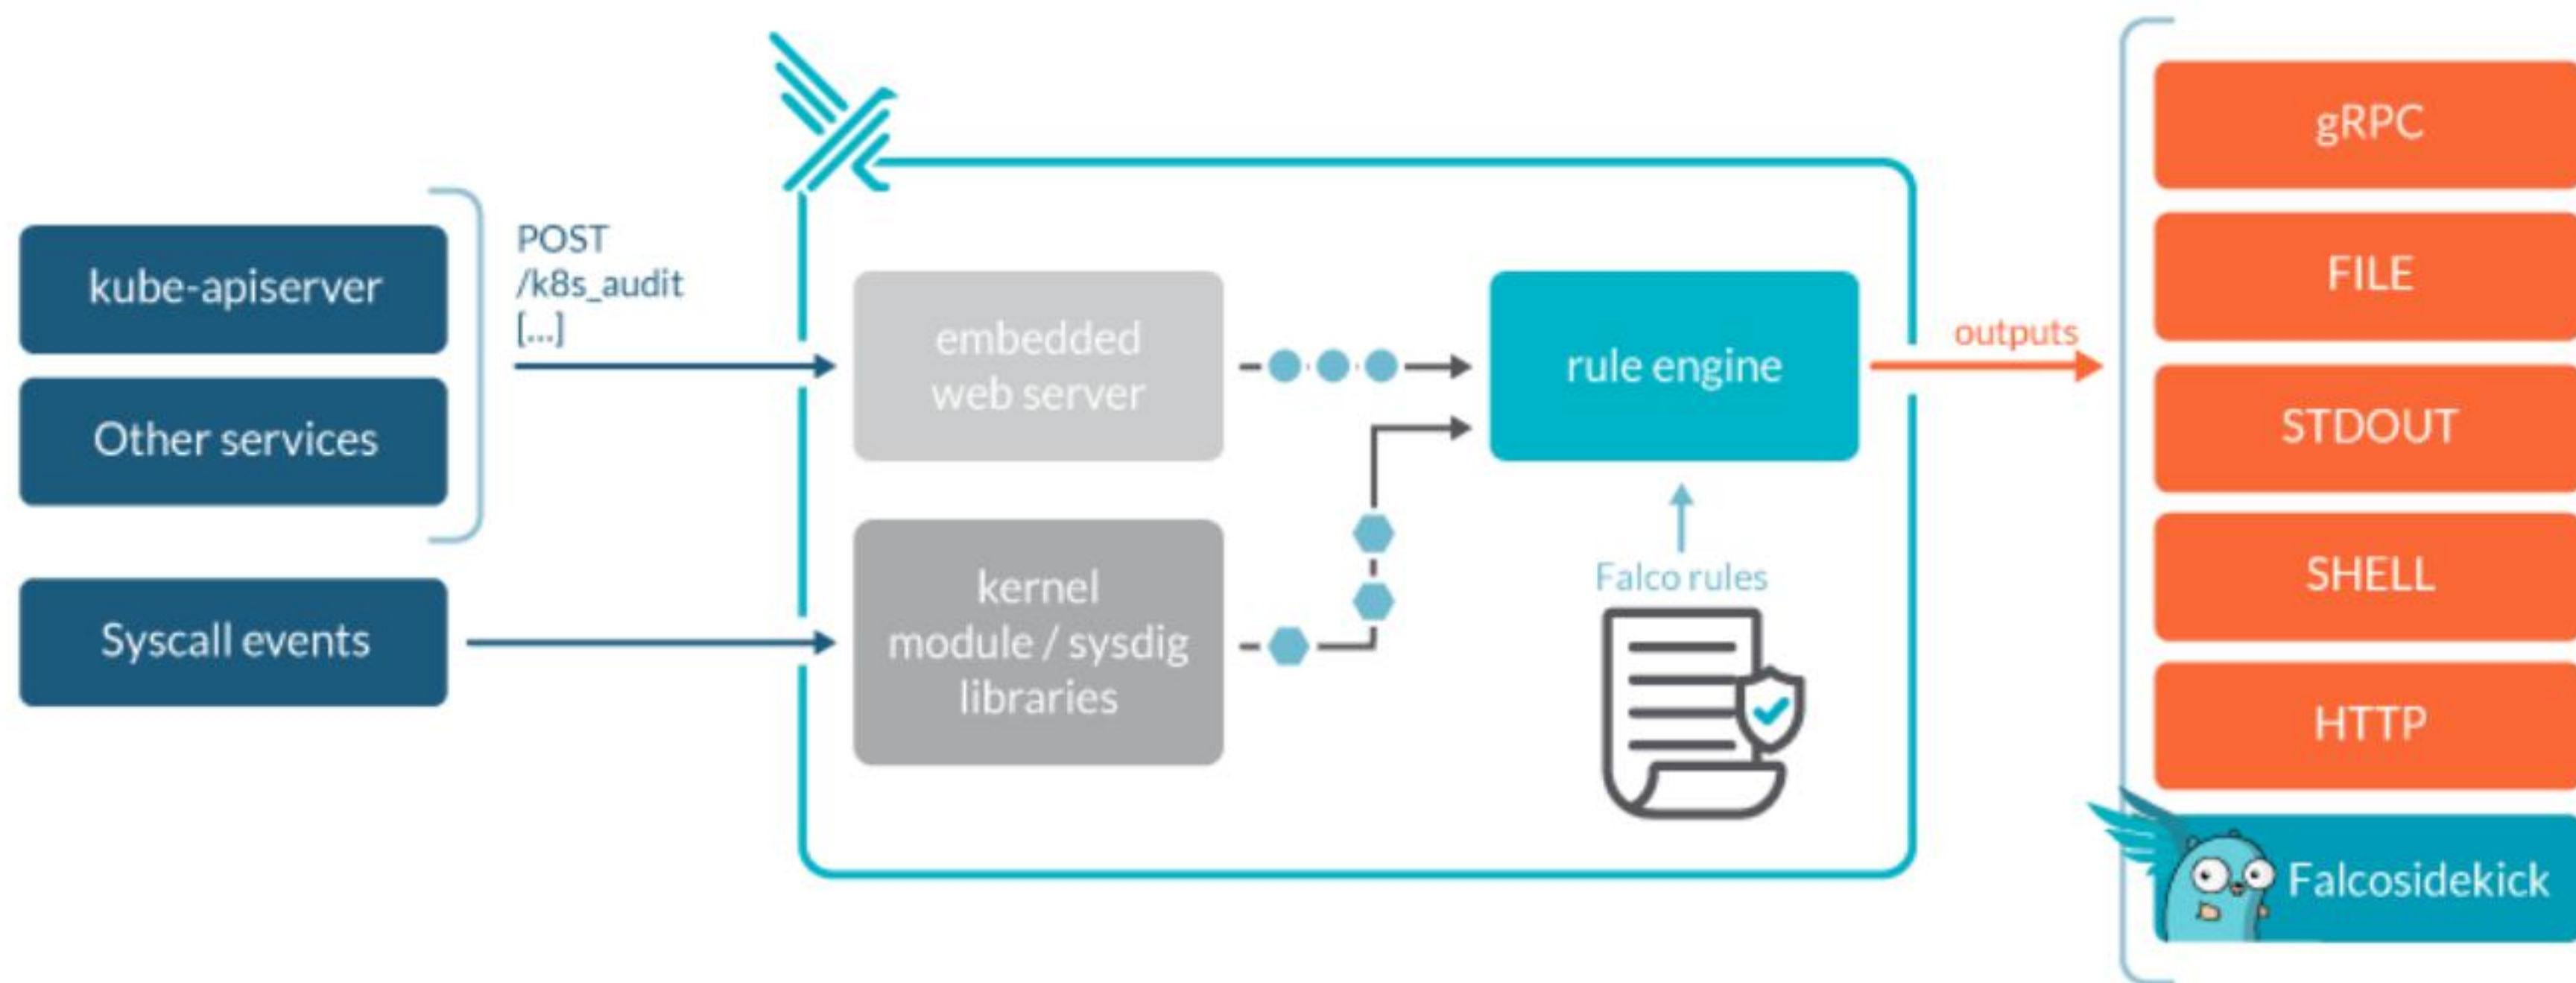 kube-apiserver
Other services
Syscall events
POST
/k8s_audit
[...]
embedded
web server
kernel
module / sysdig
libraries
rule engine
Falco rules
outputs
gRPC
FILE
STDOUT
SHELL
HTTP
Falcosidekick